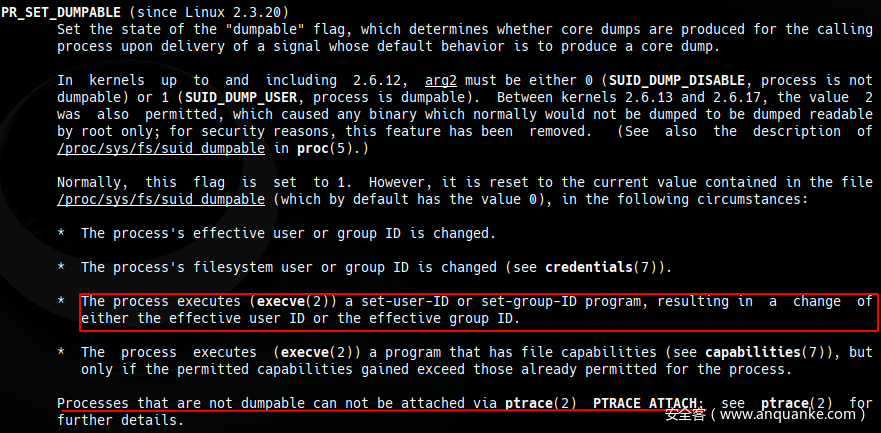 PR_SET_DUMPABLE (since Linux 2.3.20)
Set the state of the "dumpable" flag, which determines whether core dumps are produced for the calling
process upon delivery of a signal whose default behavior is to produce a core dump.
In kernels up to and including 2.6.12, arg2 must be either 0 (SUID_DUMP_DISABLE, process is not
dumpable) or 1 (SUID_DUMP_USER, process is dumpable). Between kernels 2.6.13 and 2.6.17, the value 2
was also permitted, which caused any binary which normally would not be dumped to be dumped readable
by root only; for security reasons, this feature has been removed. (See also the description of
/proc/sys/fs/suid_dumpable in proc(5).)
Normally, this flag is set to 1. However, it is reset to the current value contained in the file
/proc/sys/fs/suid_dumpable (which by default has the value 0), in the following circumstances:
* The process's effective user or group ID is changed.
* The process's filesystem user or group ID is changed (see credentials(7)).
* The process executes (execve(2)) a set-user-ID or set-group-ID program, resulting in a change of
either the effective user ID or the effective group ID.
* The process executes (execve(2)) a program that has file capabilities (see capabilities(7)), but
only if the permitted capabilities gained exceed those already permitted for the process.
Processes that are not dumpable can not be attached via ptrace(2) PTRACE_ATTACH; see ptrace(2) for
further details.
安全客 ( www.anquanke.com )